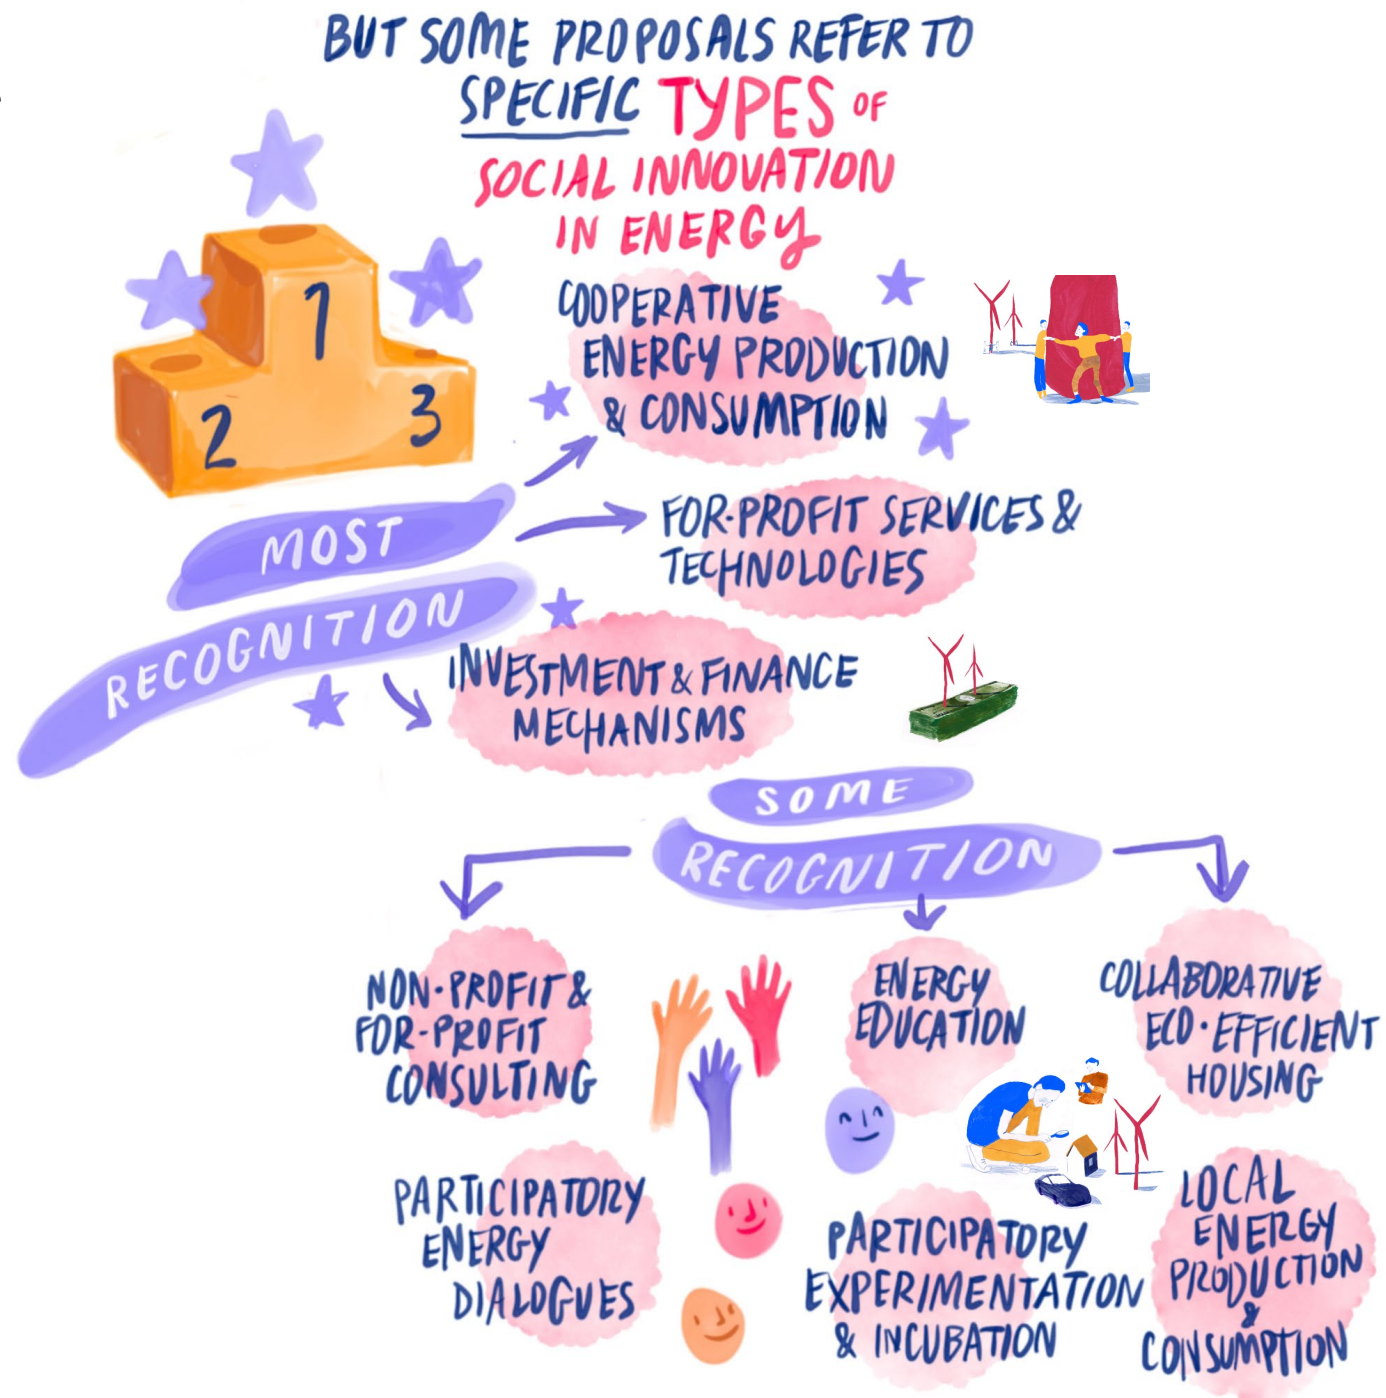 BUT SOME PROPOSALS REFER TO
SPECIFIC TYPES OF
SOCIAL INNOVATION
IN ENERGY
1
2
3
MOST
RECOGNITION
COOPERATIVE
ENERGY PRODUCTION
& CONSUMPTION
FOR-PROFIT SERVICES &
TECHNOLOGIES
INVESTMENT & FINANCE
MECHANISMS
SOME
RECOGNITION
NON-PROFIT &
FOR-PROFIT
CONSULTING
ENERGY
EDUCATION
COLLABORATIVE
ECO-EFFICIENT
HOUSING
PARTICIPATORY
ENERGY
DIALOGUES
PARTICIPATORY
EXPERIMENTATION
& INCUBATION
LOCAL
ENERGY
PRODUCTION
&
CONSUMPTION